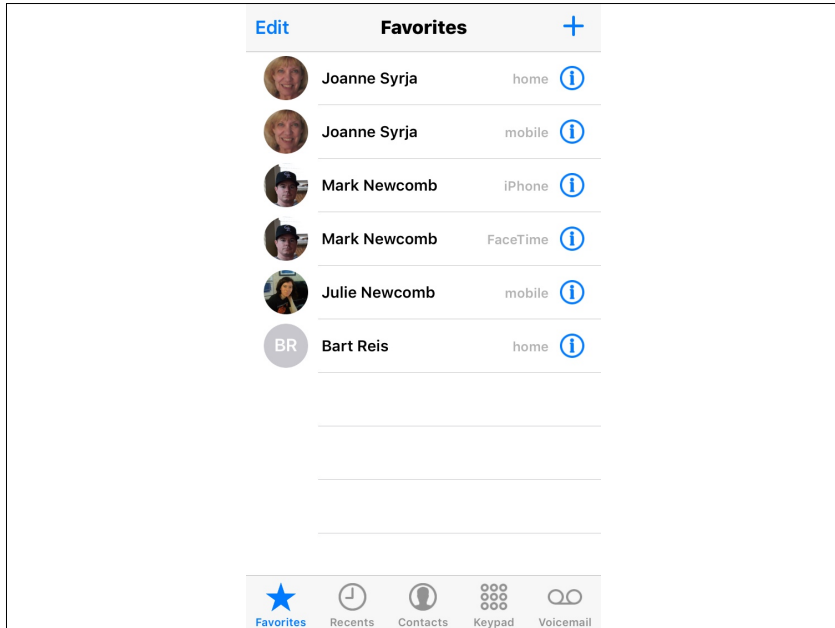 Edit Favorites +
Joanne Syrja home
Joanne Syrja mobile
Mark Newcomb iPhone
Mark Newcomb FaceTime
Julie Newcomb mobile
BR Bart Reis home
Favorites Recents Contacts Keypad Voicemail